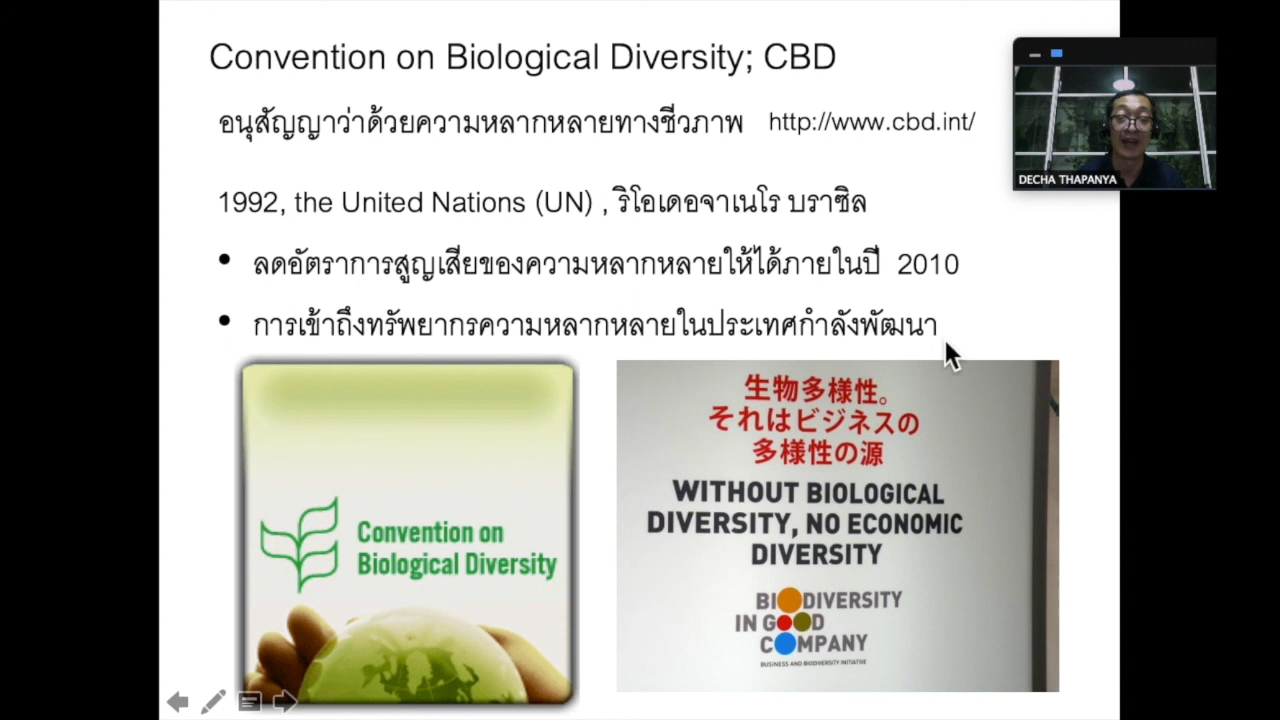 Convention on Biological Diversity; CBD
อนุสัญญาว่าด้วยความหลากหลายทางชีวภาพ http://www.cbd.int/
1992, the United Nations (UN) , ริโอเดอจาเนโร บราซิล
• ลดอัตราการสูญเสียของความหลากหลายให้ได้ภายในปี 2010
• การเข้าถึงทรัพยากรความหลากหลายในประเทศกำลังพัฒนา
DECHA THAPANYA
Convention on
Biological Diversity
生物多様性。
それはビジネスの
多様性の源
WITHOUT BIOLOGICAL
DIVERSITY, NO ECONOMIC
DIVERSITY
BIODIVERSITY
IN GOOD
COMPANY
BUSINESS AND BIODIVERSITY INITIATIVE